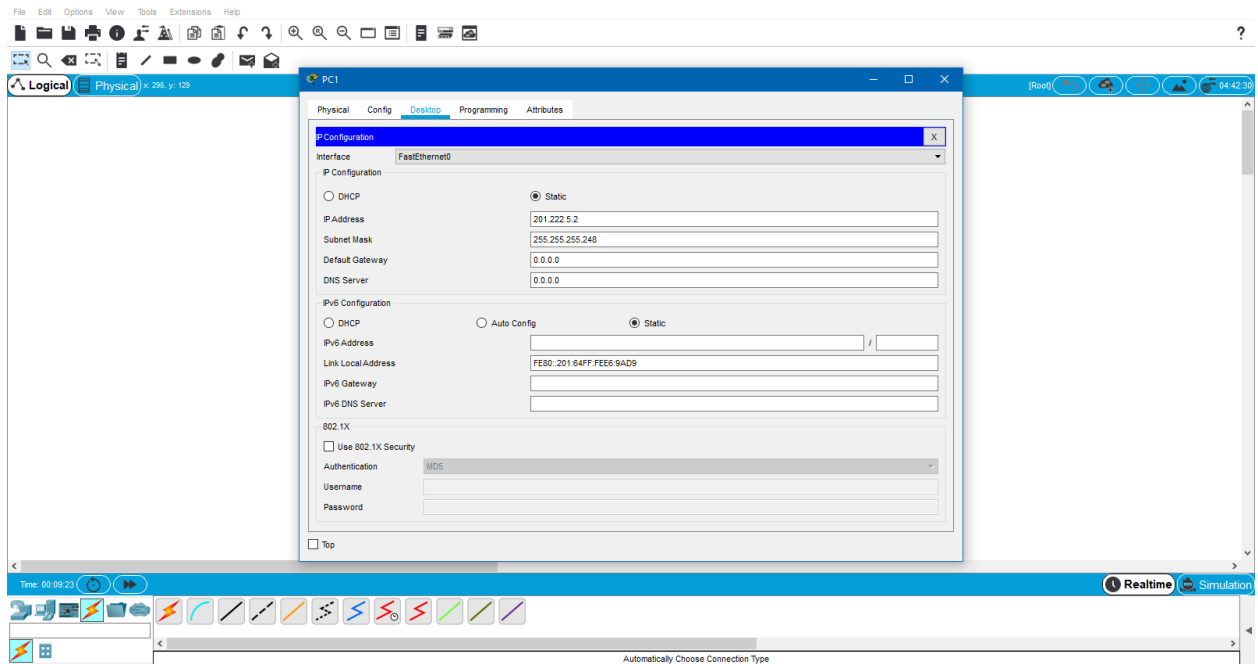 File Edit Options View Tools Extensions Help
?
Logical Physical x: 298, y: 129 [Root] 04:42:30
PC1
Physical Config Desktop Programming Attributes
IP Configuration X
Interface FastEthernet0
IP Configuration
DHCP Static
IP Address 201.222.5.2
Subnet Mask 255.255.255.248
Default Gateway 0.0.0.0
DNS Server 0.0.0.0
IPv6 Configuration
DHCP Auto Config Static
IPv6 Address /
Link Local Address FE80::201:64FF:FEE6:9AD9
IPv6 Gateway
IPv6 DNS Server
802.1X
Use 802.1X Security
Authentication MD5
Username
Password
Top
Time: 00:09:23 Realtime Simulation
Automatically Choose Connection Type